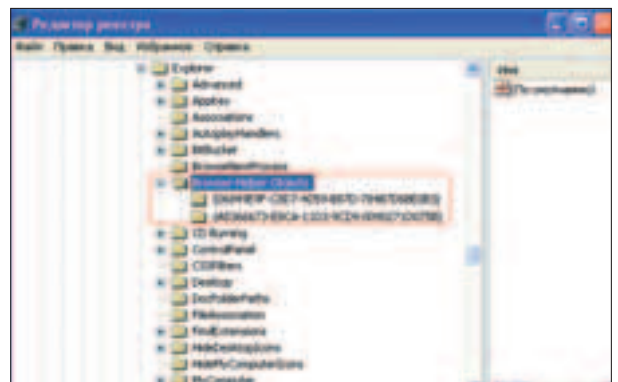 Редактор реестра
Файл Правка Вид Избранное Справка
Explorer
Advanced
AppKey
Associations
AutoplayHandlers
BitBucket
BrowseNewProcess
Browser Helper Objects
CD Burning
ControlPanel
CSSFilters
Desktop
DocFolderPaths
FileAssociation
FindExtensions
HideDesktopIcons
HideMyComputerIcons
MyComputer
Имя
(По умолчанию)